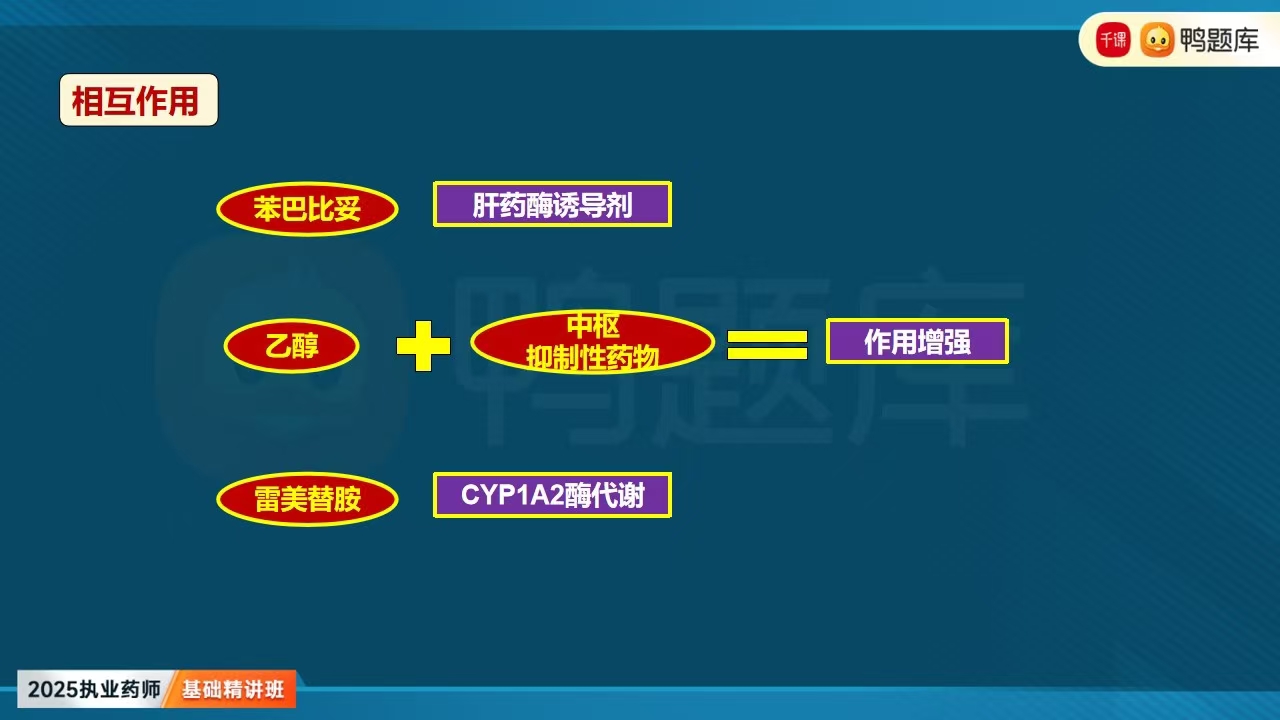 千课 鸭题库
相互作用
苯巴比妥 肝药酶诱导剂
鸭题库
乙醇 中枢
抑制性药物 作用增强
雷美替胺 CYP1A2酶代谢
2025执业药师 基础精讲班